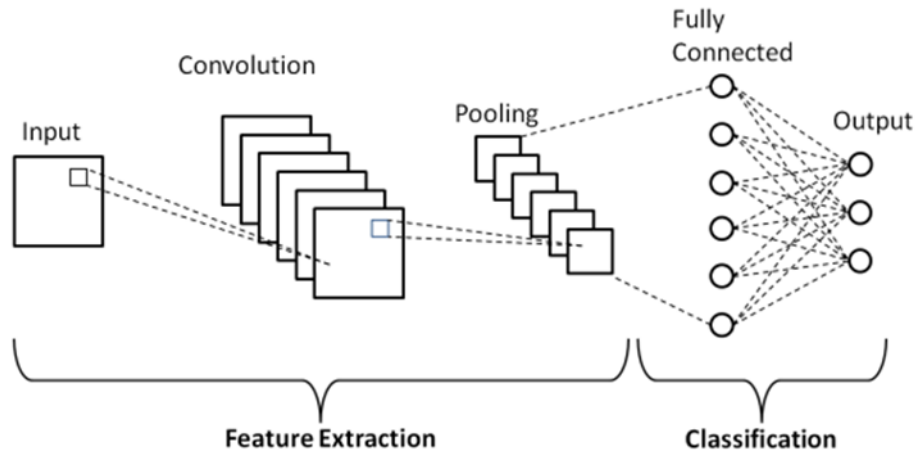 Input
Convolution
Pooling
Fully
Connected
Output
Feature Extraction
Classification